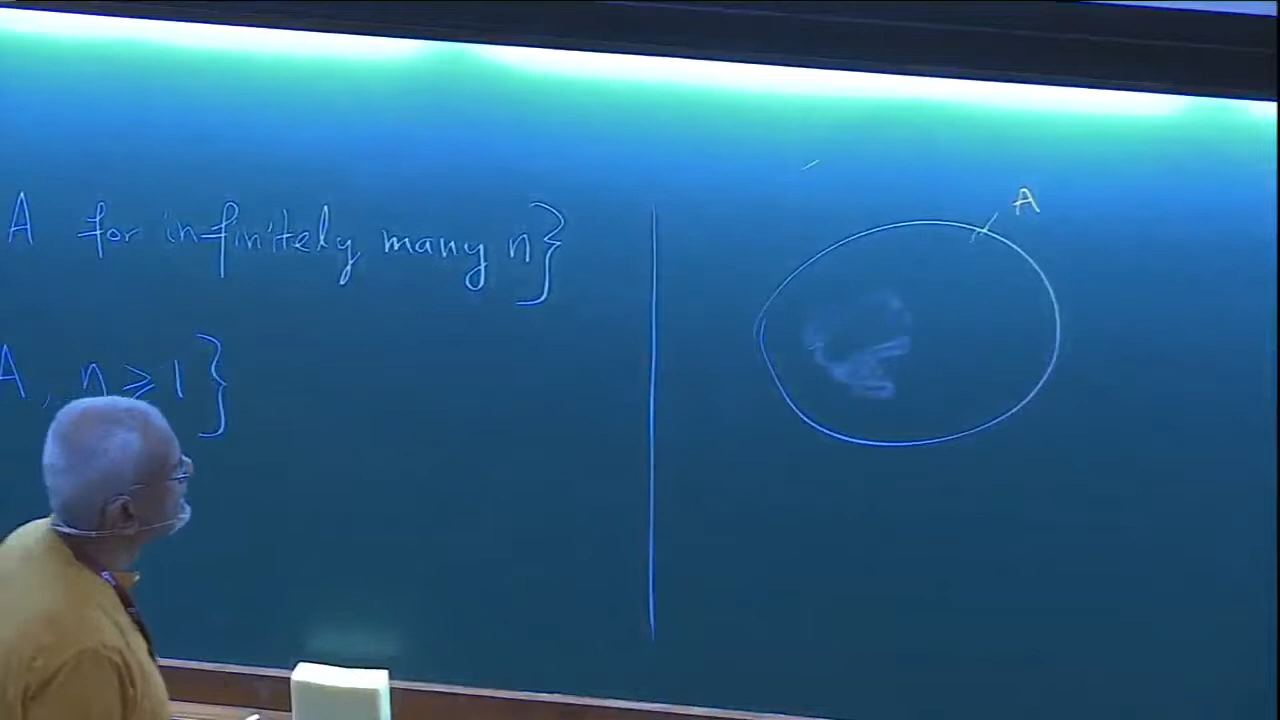 A for infinitely many n}
A, n ≥ 1}
A